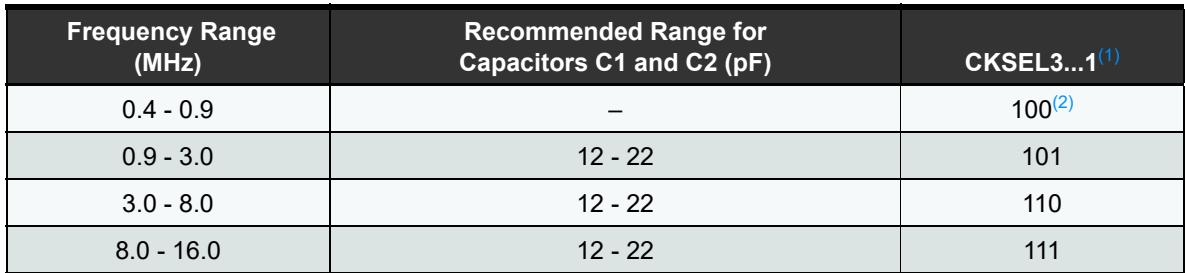 Frequency Range (MHz) Recommended Range for Capacitors C1 and C2 (pF) CKSEL3...1(1)
0.4 - 0.9 – 100(2)
0.9 - 3.0 12 - 22 101
3.0 - 8.0 12 - 22 110
8.0 - 16.0 12 - 22 111